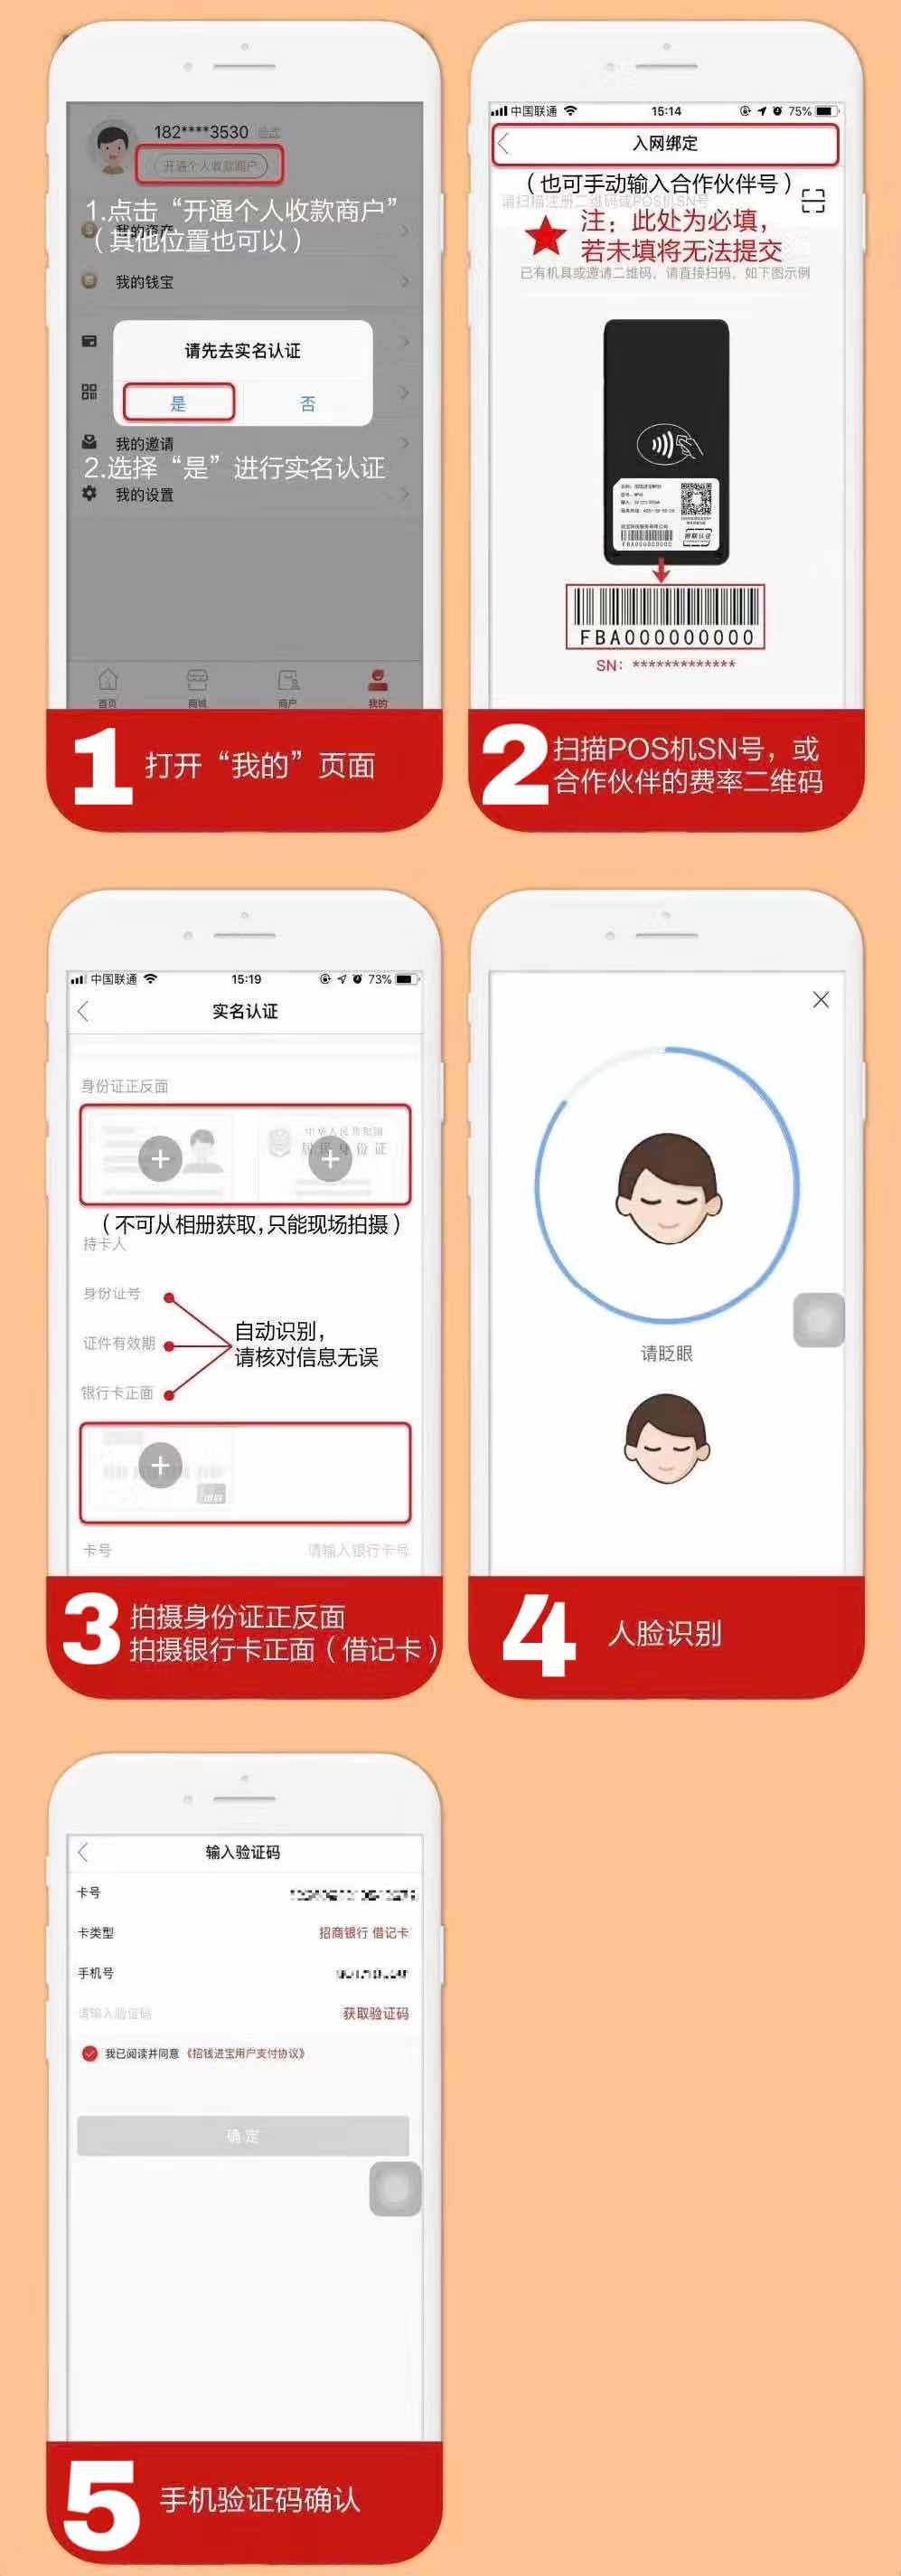 182****3530
开通个人收款商户
1.点击“开通个人收款商户”
（其他位置也可以）
我的资产
我的钱宝
请先去实名认证
是
否
我的邀请
2.选择“是”进行实名认证
我的设置
首页
商城
商户
我的
1 打开“我的”页面
中国联通
15:14
75%
入网绑定
（也可手动输入合作伙伴号）
请扫描注册二维码或POS机SN号
注：此处为必填，
若未填将无法提交
已有机具或邀请二维码，请直接扫码，如下图示例
FBA0000000000
FBA000000000
SN: *************
2 扫描POS机SN号，或
合作伙伴的费率二维码
中国联通
15:19
73%
实名认证
身份证正反面
中华人民共和国
居民身份证
（不可从相册获取，只能现场拍摄）
持卡人
身份证号
证件有效期
银行卡正面
自动识别，
请核对信息无误
银联
卡号
请输入银行卡号
3 拍摄身份证正反面
拍摄银行卡正面（借记卡）
请眨眼
4 人脸识别
输入验证码
卡号
卡类型
招商银行 借记卡
手机号
请输入验证码
获取验证码
我已阅读并同意《招钱进宝用户支付协议》
确定
5 手机验证码确认